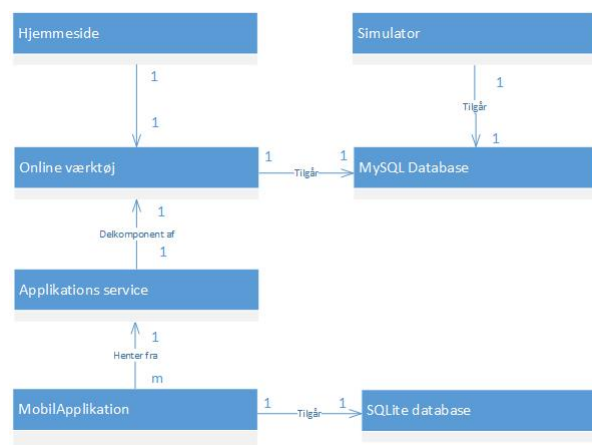 Hjemmeside
Simulator
1
1
Tilgår
1
1
Online værktøj
1
1
Tilgår
MySQL Database
1
Delkomponent af
1
Applikations service
1
Henter fra
m
MobilApplikation
1
1
Tilgår
SQLite database